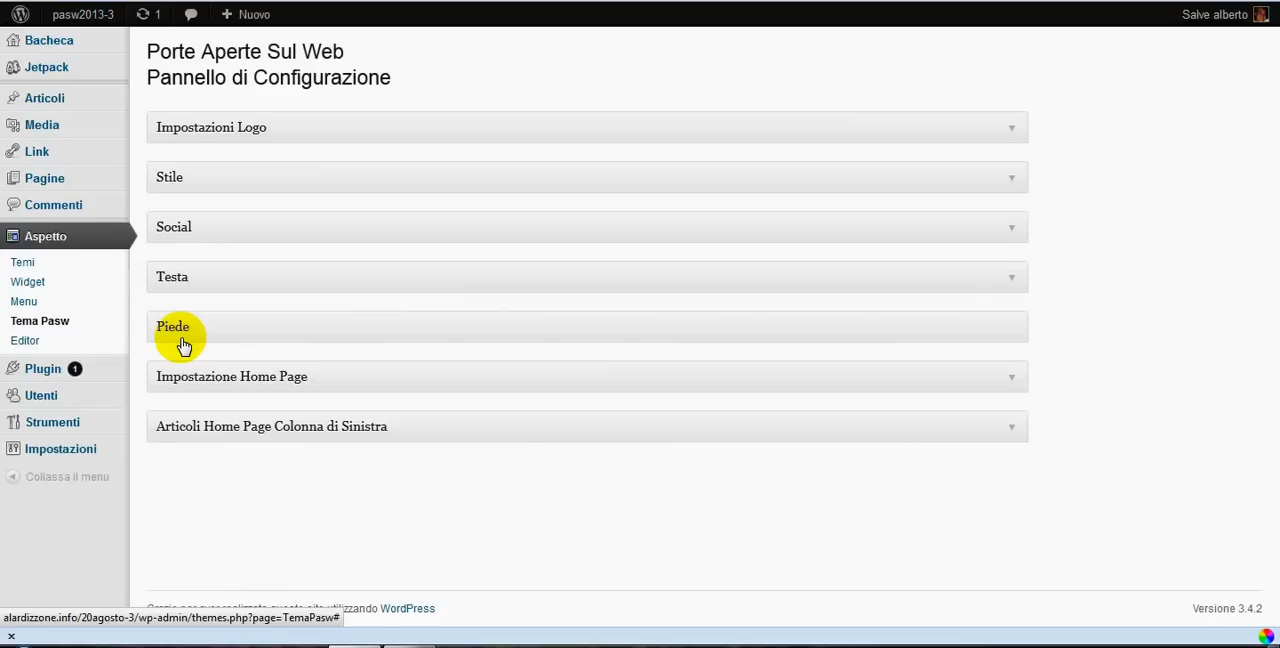 pasw2013-3 1 Nuovo Salve alberto
Bacheca
Jetpack
Articoli
Media
Link
Pagine
Commenti
Aspetto
Temi
Widget
Menu
Tema Pasw
Editor
Plugin 1
Utenti
Strumenti
Impostazioni
Collassa il menu
Porte Aperte Sul Web
Pannello di Configurazione
Impostazioni Logo
Stile
Social
Testa
Piede
Impostazione Home Page
Articoli Home Page Colonna di Sinistra
Grazie per aver realizzato questo sito utilizzando WordPress
Versione 3.4.2
alardizzone.info/20agosto-3/wp-admin/themes.php?page=TemaPasw#